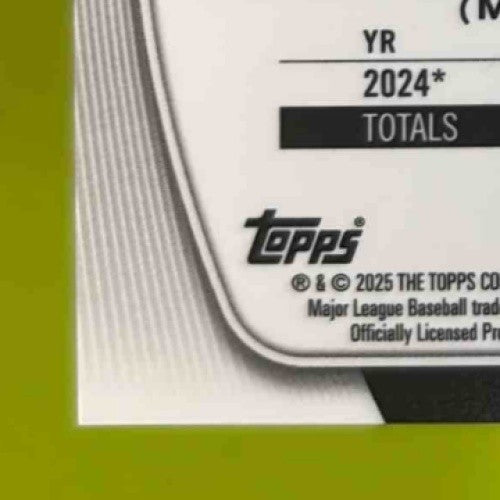 (M
YR
2024*
TOTALS
Topps®
® & © 2025 THE TOPPS CO
Major League Baseball trad
Officially Licensed Pr